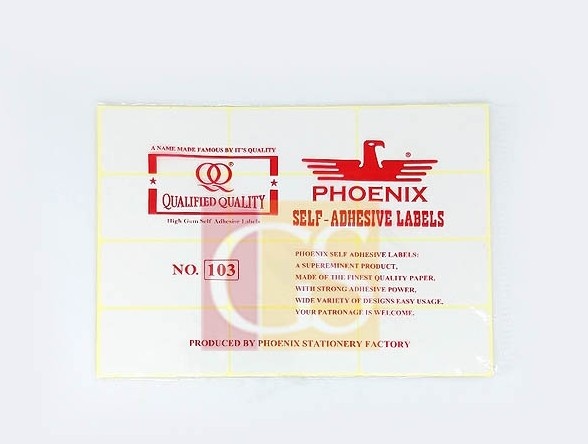 A NAME MADE FAMOUS BY IT'S QUALITY
QQ®
QUALIFIED QUALITY
High Gum Self Adhesive Labels
NO. 103
®
PHOENIX
SELF-ADHESIVE LABELS
PHOENIX SELF ADHESIVE LABELS:
A SUPEREMINENT PRODUCT,
MADE OF THE FINEST QUALITY PAPER,
WITH STRONG ADHESIVE POWER,
WIDE VARIETY OF DESIGNS EASY USAGE,
YOUR PATRONAGE IS WELCOME.
PRODUCED BY PHOENIX STATIONERY FACTORY
CS